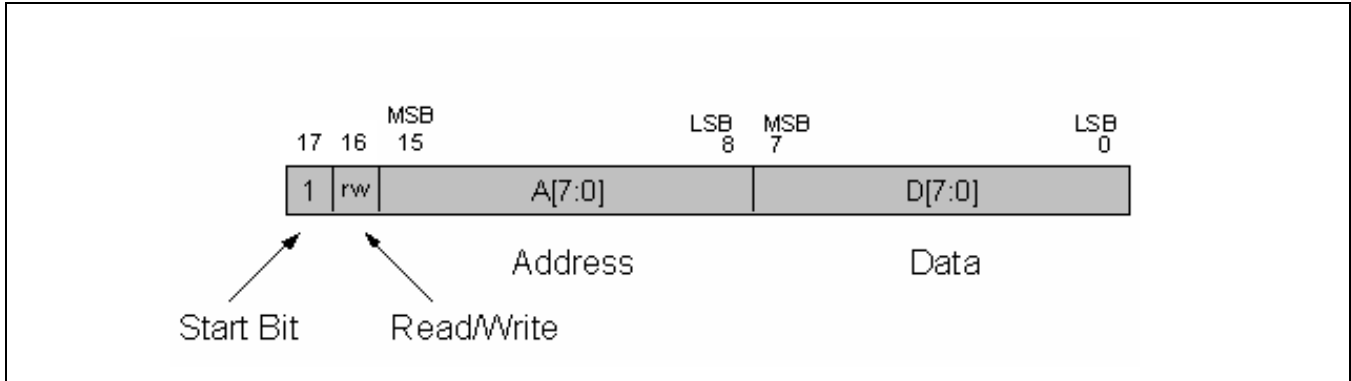 MSB LSB MSB LSB
17 16 15 8 7 0
1 rw A[7:0] D[7:0]
Address Data
Start Bit Read/Write